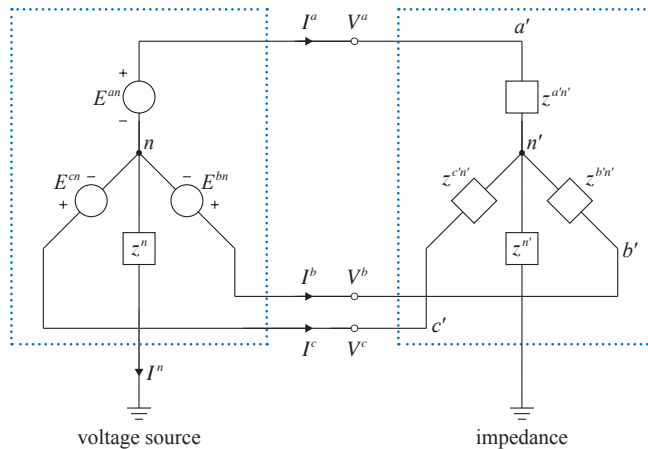 I^a V^a a′
+
E^{an} z^{a′n′}
−
n n′
E^{cn} − − E^{bn} z^{c′n′} z^{b′n′}
+ +
z^n z^{n′} b′
I^b V^b
c′
I^c V^c
I^n
voltage source impedance